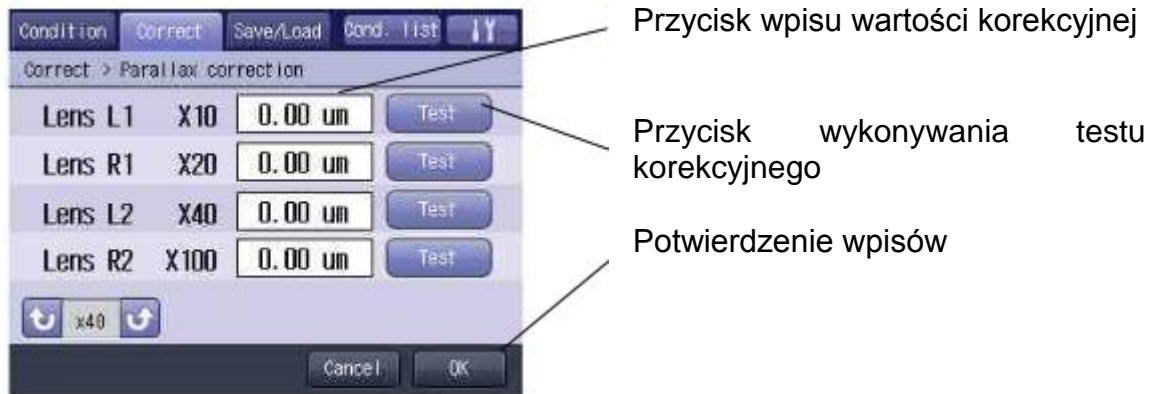 Condition Correct Save/Load Cond. list
Correct > Parallax correction
Lens L1 X10 0.00 um Test
Lens R1 X20 0.00 um Test
Lens L2 X40 0.00 um Test
Lens R2 X100 0.00 um Test
x40
Cancel OK
Przycisk wpisu wartości korekcyjnej
Przycisk wykonywania testu
korekcyjnego
Potwierdzenie wpisów